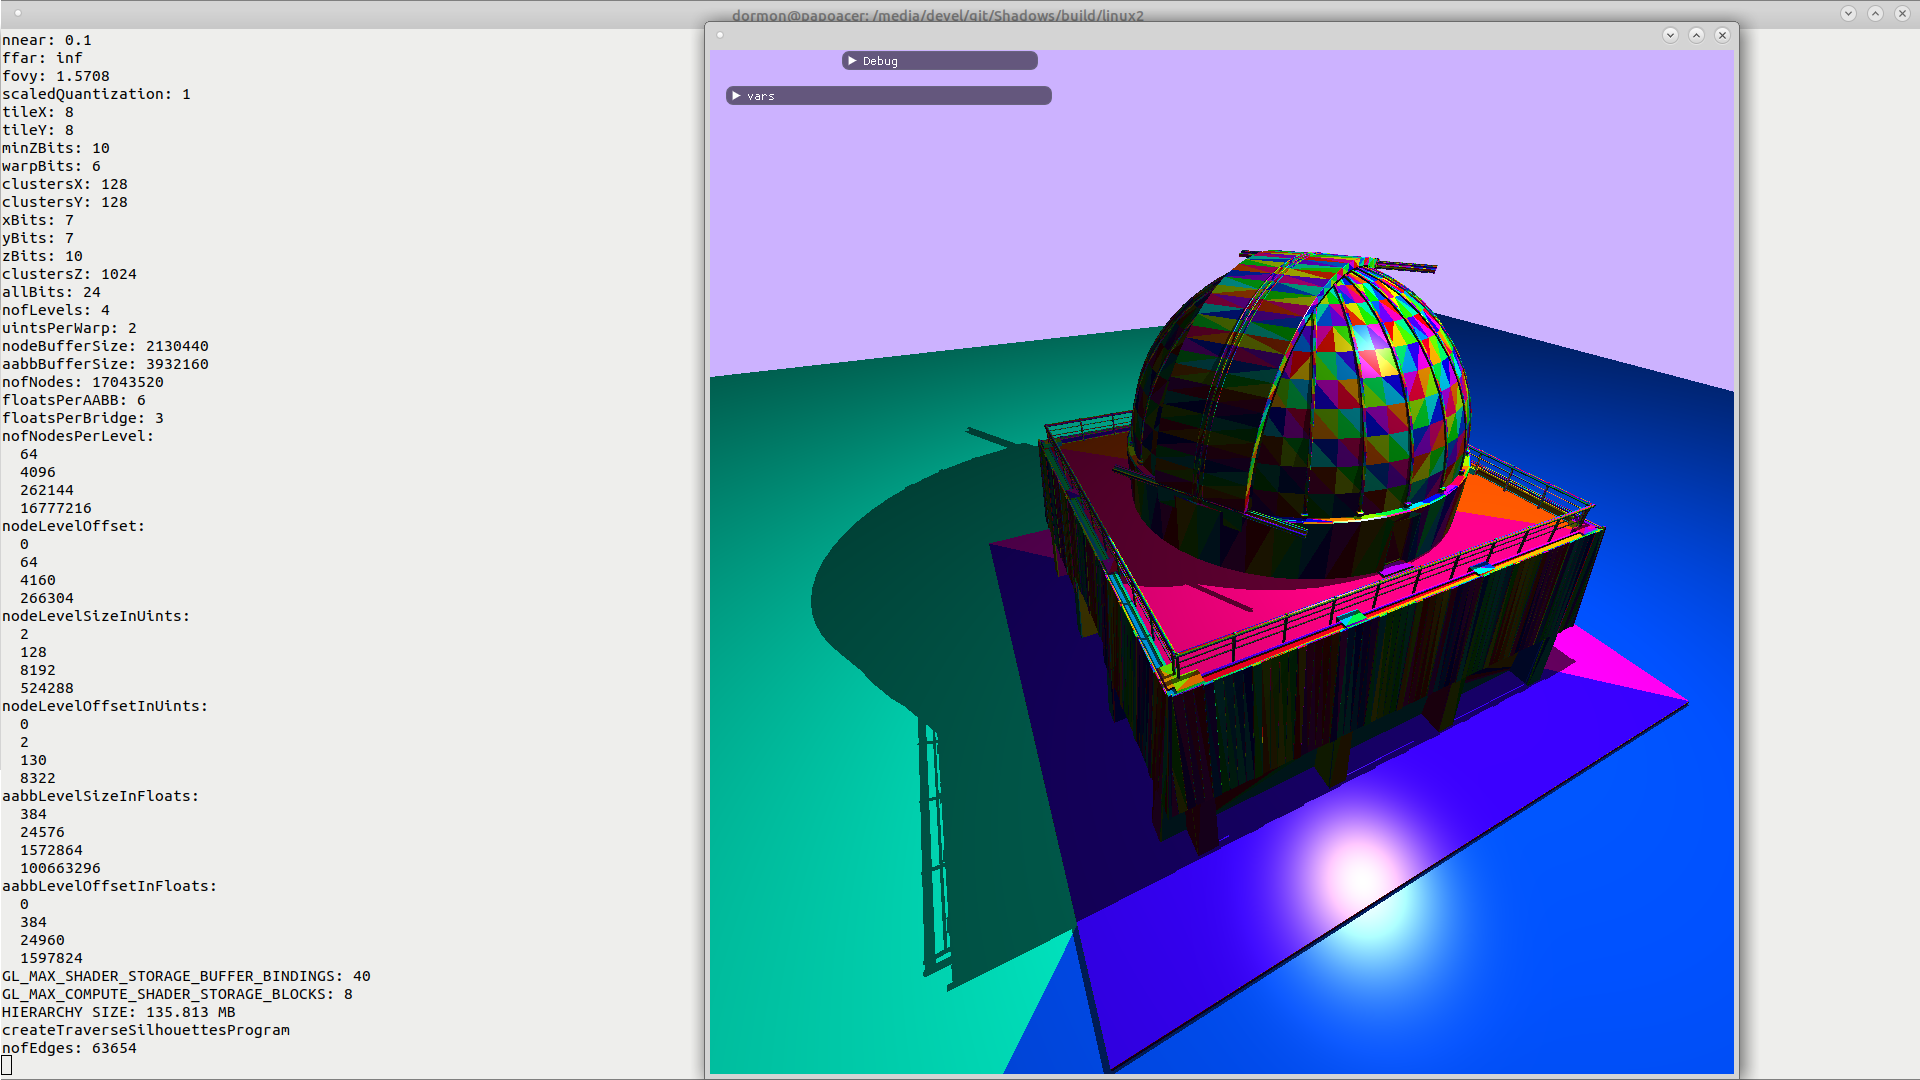 dormon@papoacer: /media/devel/git/Shadows/build/linux2
nnear: 0.1
ffar: inf
fovy: 1.5708
scaledQuantization: 1
tileX: 8
tileY: 8
minZBits: 10
warpBits: 6
clustersX: 128
clustersY: 128
xBits: 7
yBits: 7
zBits: 10
clustersZ: 1024
allBits: 24
nofLevels: 4
uintsPerWarp: 2
nodeBufferSize: 2130440
aabbBufferSize: 3932160
nofNodes: 17043520
floatsPerAABB: 6
floatsPerBridge: 3
nofNodesPerLevel:
  64
  4096
  262144
  16777216
nodeLevelOffset:
  0
  64
  4160
  266304
nodeLevelSizeInUints:
  2
  128
  8192
  524288
nodeLevelOffsetInUints:
  0
  2
  130
  8322
aabbLevelSizeInFloats:
  384
  24576
  1572864
  100663296
aabbLevelOffsetInFloats:
  0
  384
  24960
  1597824
GL_MAX_SHADER_STORAGE_BUFFER_BINDINGS: 40
GL_MAX_COMPUTE_SHADER_STORAGE_BLOCKS: 8
HIERARCHY SIZE: 135.813 MB
createTraverseSilhouettesProgram
nofEdges: 63654
Debug
vars